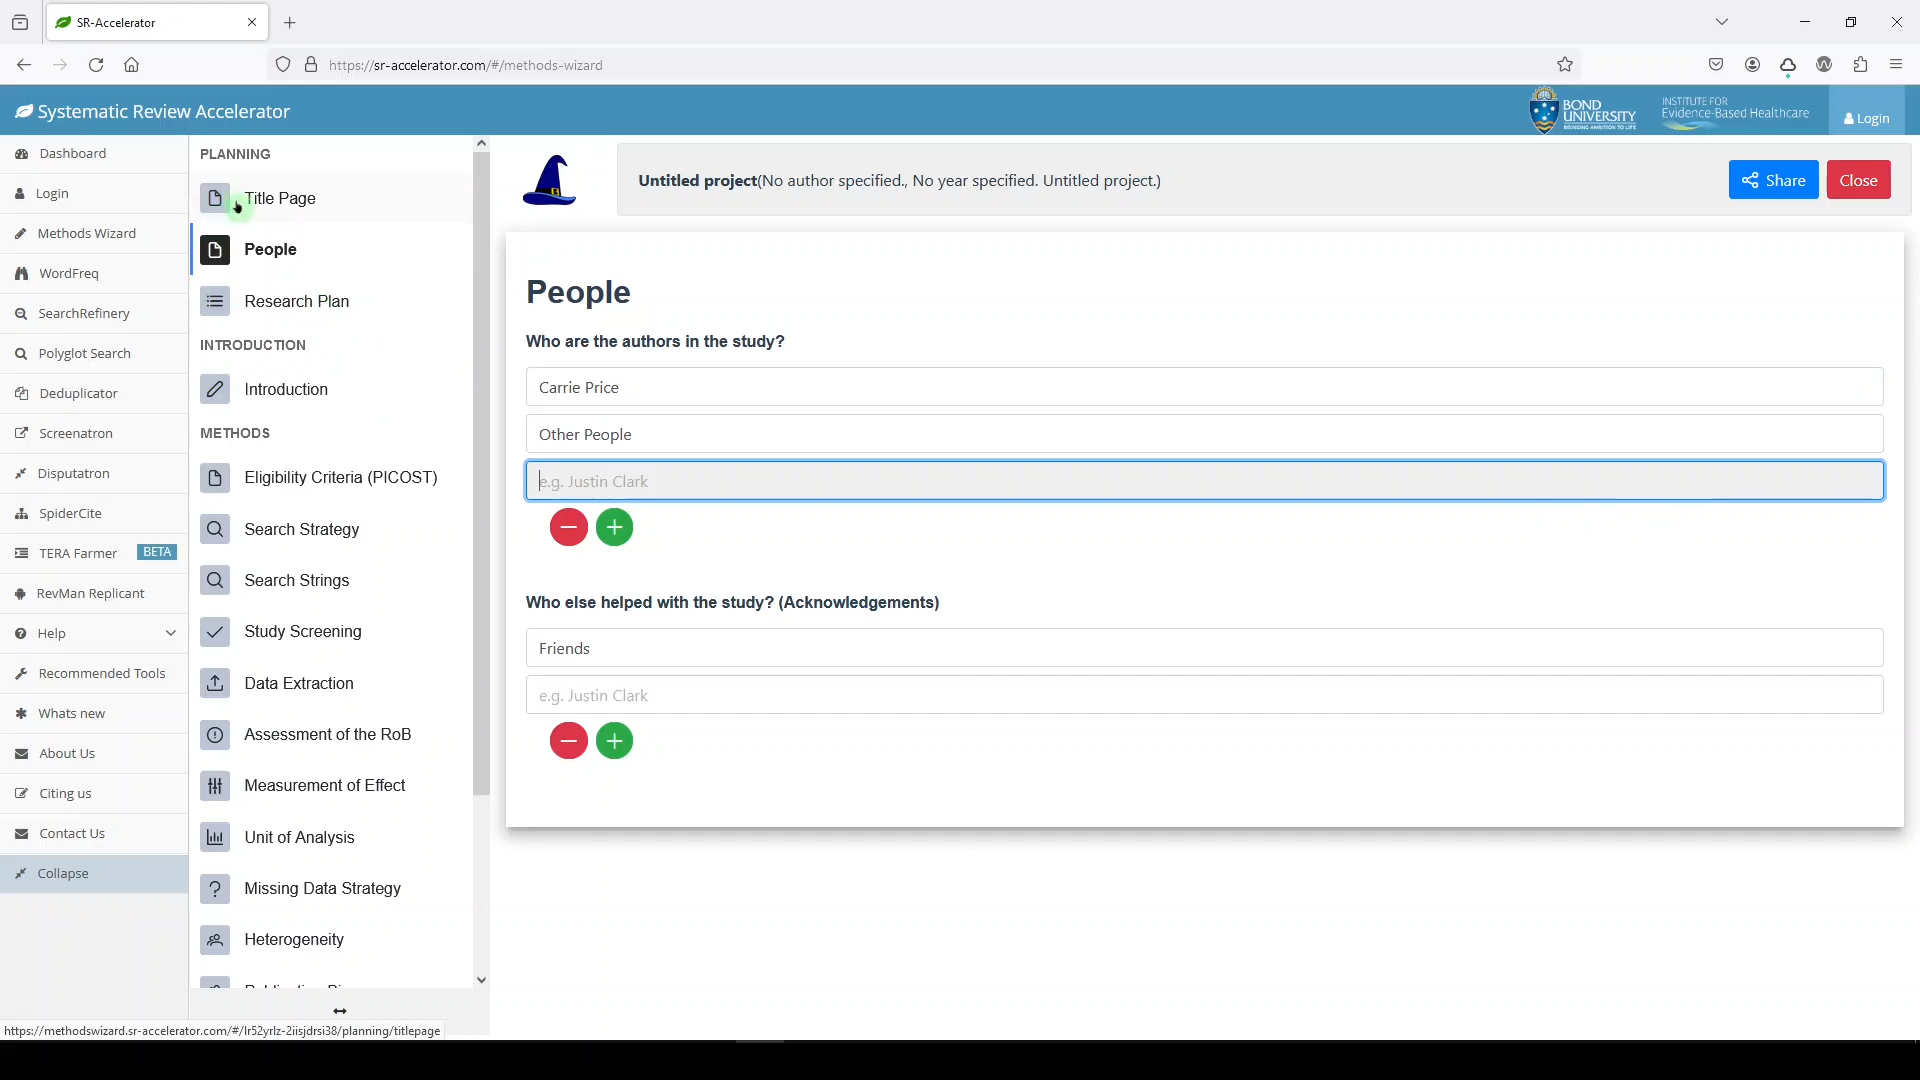 SR-Accelerator
https://sr-accelerator.com/#/methods-wizard
Systematic Review Accelerator
BOND UNIVERSITY
BRINGING AMBITION TO LIFE
INSTITUTE FOR
Evidence-Based Healthcare
Login
Dashboard
Login
Methods Wizard
WordFreq
SearchRefinery
Polyglot Search
Deduplicator
Screenatron
Disputatron
SpiderCite
TERA Farmer BETA
RevMan Replicant
Help
Recommended Tools
Whats new
About Us
Citing us
Contact Us
Collapse
PLANNING
Title Page
People
Research Plan
INTRODUCTION
Introduction
METHODS
Eligibility Criteria (PICOST)
Search Strategy
Search Strings
Study Screening
Data Extraction
Assessment of the RoB
Measurement of Effect
Unit of Analysis
Missing Data Strategy
Heterogeneity
Untitled project(No author specified., No year specified. Untitled project.)
Share
Close
People
Who are the authors in the study?
Carrie Price
Other People
e.g. Justin Clark
Who else helped with the study? (Acknowledgements)
Friends
e.g. Justin Clark
https://methodswizard.sr-accelerator.com/#/lr52yrlz-2iisjdrsi38/planning/titlepage